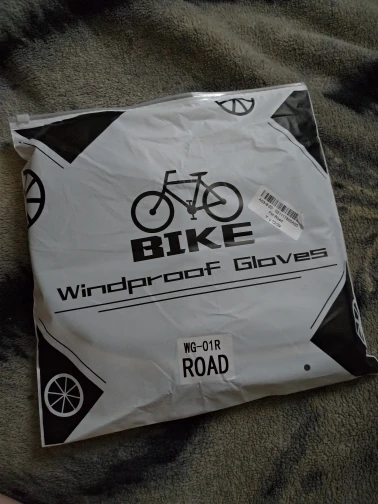 BIKE
Windproof Gloves
WG-01R
ROAD